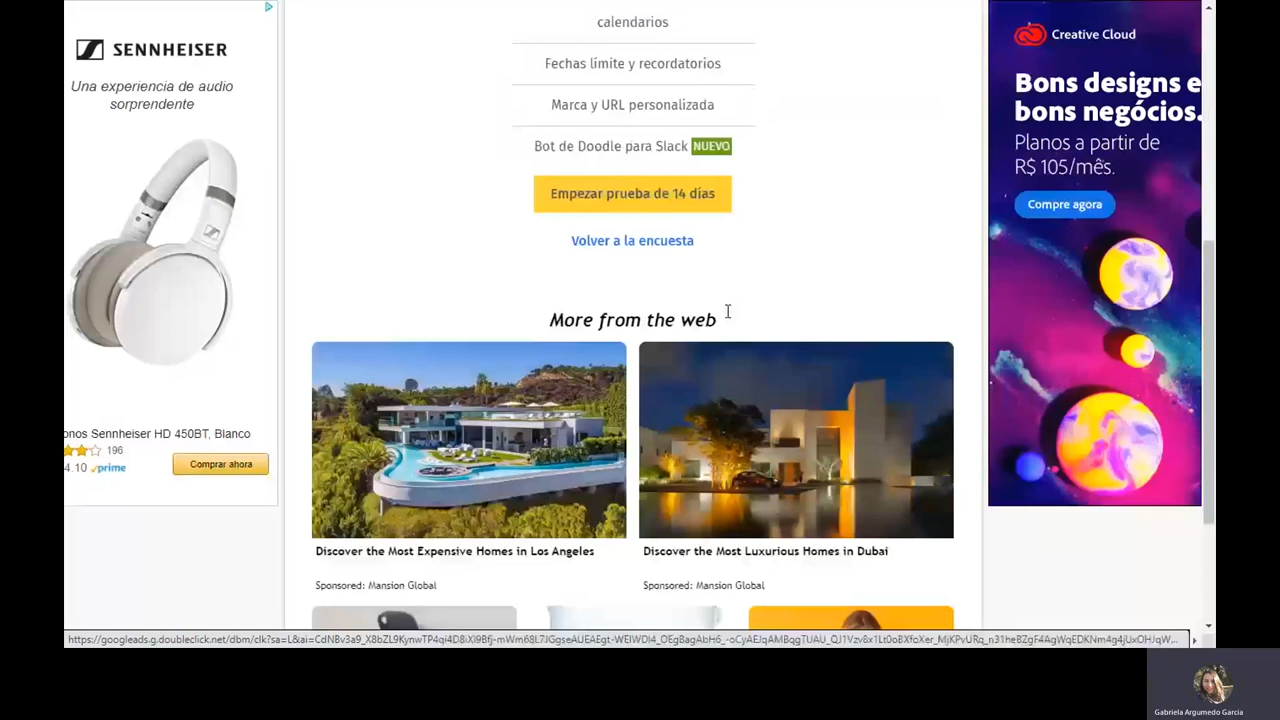 SENNHEISER
Una experiencia de audio
sorprendente
onos Sennheiser HD 450BT, Blanco
196
4.10 prime
Comprar ahora
calendarios
Fechas límite y recordatorios
Marca y URL personalizada
Bot de Doodle para Slack NUEVO
Empezar prueba de 14 días
Volver a la encuesta
More from the web
Discover the Most Expensive Homes in Los Angeles
Sponsored: Mansion Global
Discover the Most Luxurious Homes in Dubai
Sponsored: Mansion Global
Creative Cloud
Bons designs e
bons negócios.
Planos a partir de
R$ 105/mês.
Compre agora
Gabriela Argumedo Garcia